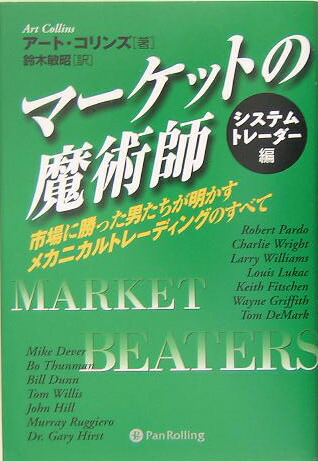 Art Collins
アート・コリンズ[著]
鈴木敏昭[訳]
マーケットの
魔術師
システム
トレーダー
編
市場に勝った男たちが明かす
メカニカルトレーディングのすべて
Robert Pardo
Charlie Wright
Larry Williams
Louis Lukac
Keith Fitschen
Wayne Griffith
Tom DeMark
MARKET
BEATERS
Mike Dever
Bo Thunman
Bill Dunn
Tom Willis
John Hill
Murray Ruggiero
Dr. Gary Hirst
PanRolling